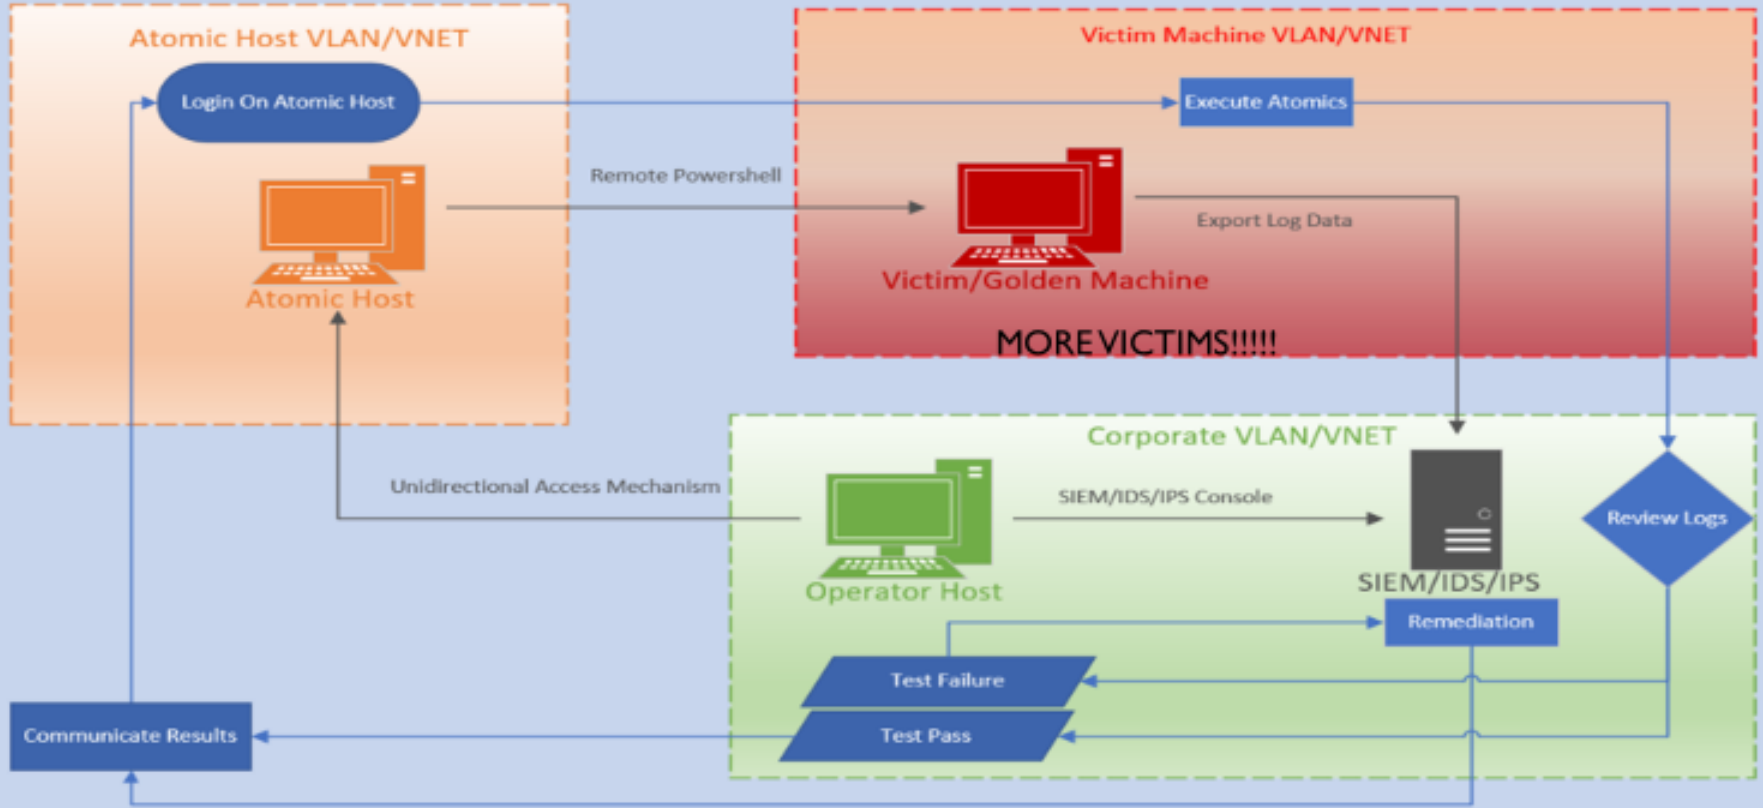 Atomic Host VLAN/VNET
Victim Machine VLAN/VNET
Login On Atomic Host
Execute Atomics
Remote Powershell
Export Log Data
Atomic Host
Victim/Golden Machine
MORE VICTIMS!!!!!
Corporate VLAN/VNET
Unidirectional Access Mechanism
SIEM/IDS/IPS Console
Review Logs
Operator Host
SIEM/IDS/IPS
Remediation
Test Failure
Communicate Results
Test Pass